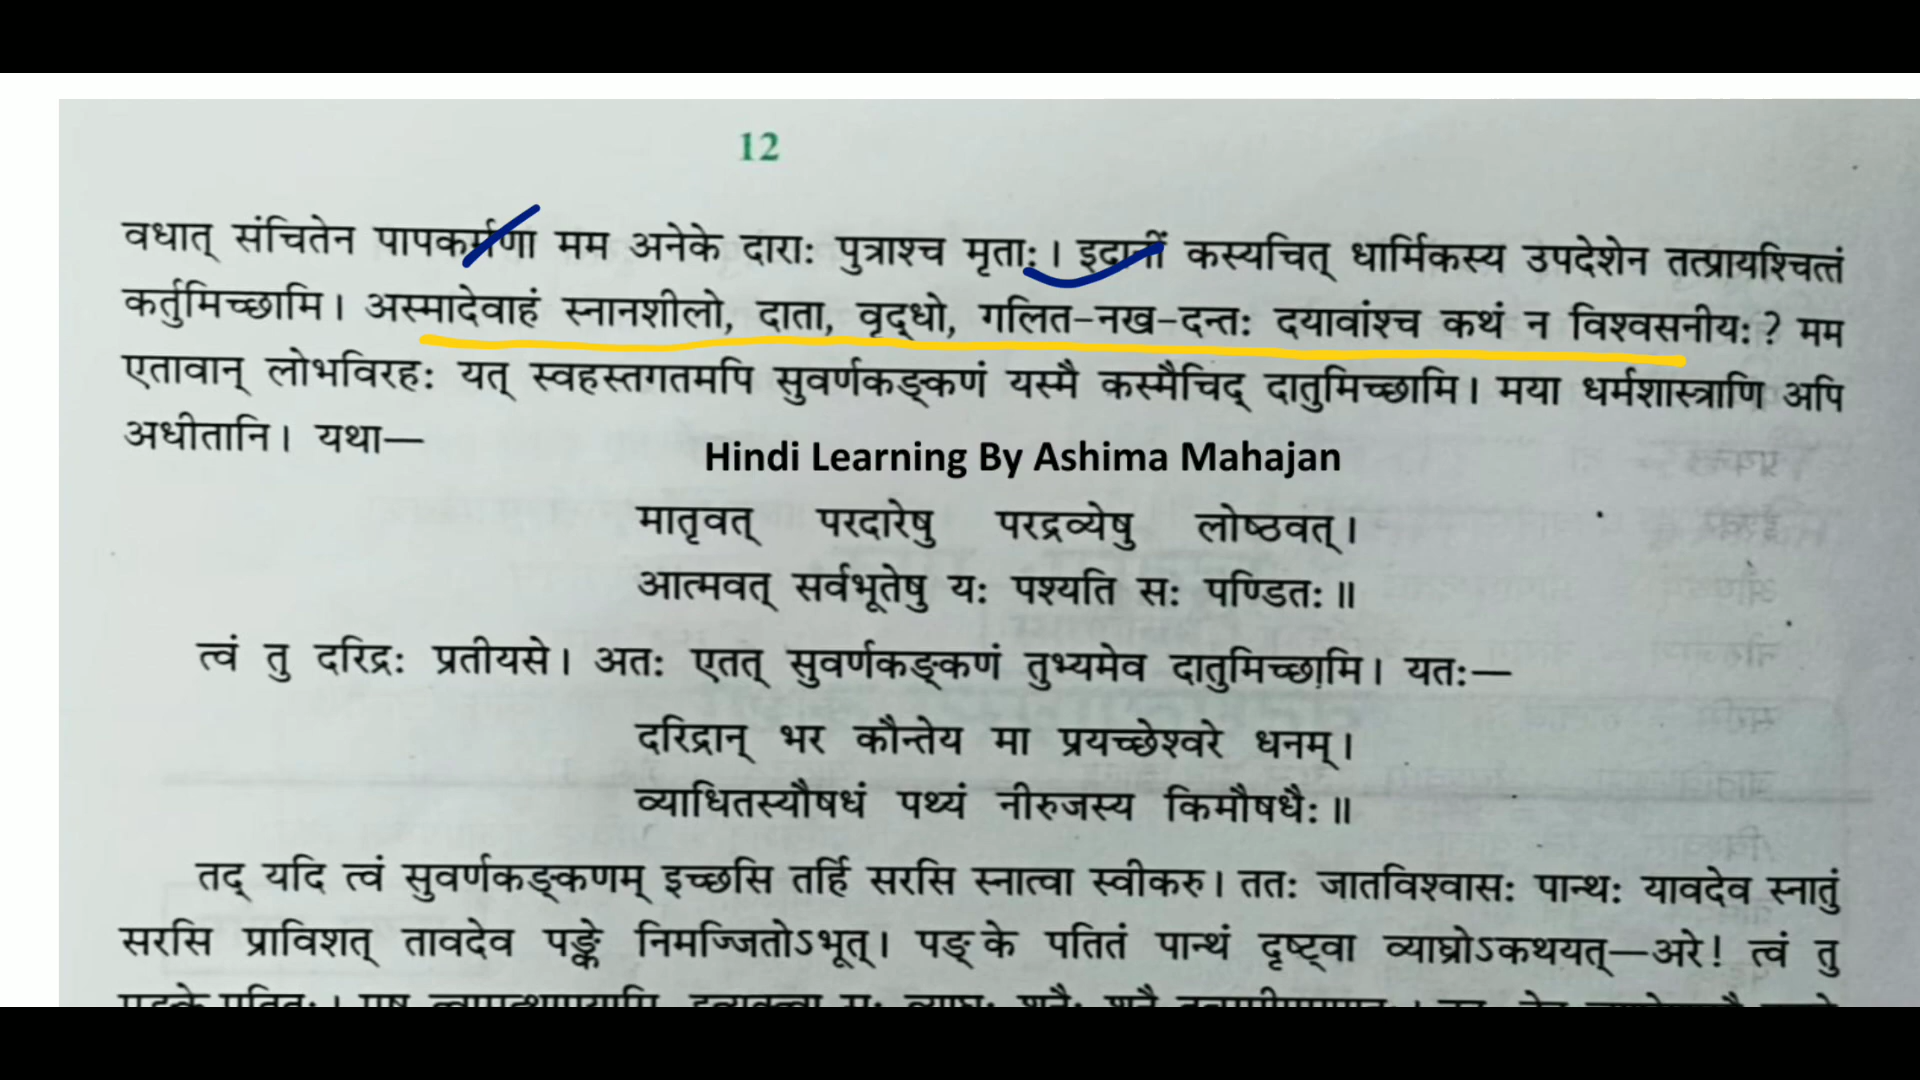 12
वधात् संचितेन पापकर्मणा मम अनेके दाराः पुत्राश्च मृताः। इदानीं कस्यचित् धार्मिकस्य उपदेशेन तत्प्रायश्चित्तं
कर्तुमिच्छामि। अस्मादेवाहं स्नानशीलो, दाता, वृद्धो, गलित-नख-दन्तः दयावांश्च कथं न विश्वसनीयः? मम
एतावान् लोभविरहः यत् स्वहस्तगतमपि सुवर्णकङ्कणं यस्मै कस्मैचिद् दातुमिच्छामि। मया धर्मशास्त्राणि अपि
अधीतानि। यथा—
Hindi Learning By Ashima Mahajan
मातृवत् परदारेषु परद्रव्येषु लोष्ठवत्।
आत्मवत् सर्वभूतेषु यः पश्यति सः पण्डितः॥
त्वं तु दरिद्रः प्रतीयसे। अतः एतत् सुवर्णकङ्कणं तुभ्यमेव दातुमिच्छामि। यतः—
दरिद्रान् भर कौन्तेय मा प्रयच्छेश्वरे धनम्।
व्याधितस्यौषधं पथ्यं नीरुजस्य किमौषधैः॥
तद् यदि त्वं सुवर्णकङ्कणम् इच्छसि तर्हि सरसि स्नात्वा स्वीकरु। ततः जातविश्वासः पान्थः यावदेव स्नातुं
सरसि प्राविशत् तावदेव पङ्के निमज्जितोऽभूत्। पङ्के पतितं पान्थं दृष्ट्वा व्याघ्रोऽकथयत्—अरे! त्वं तु